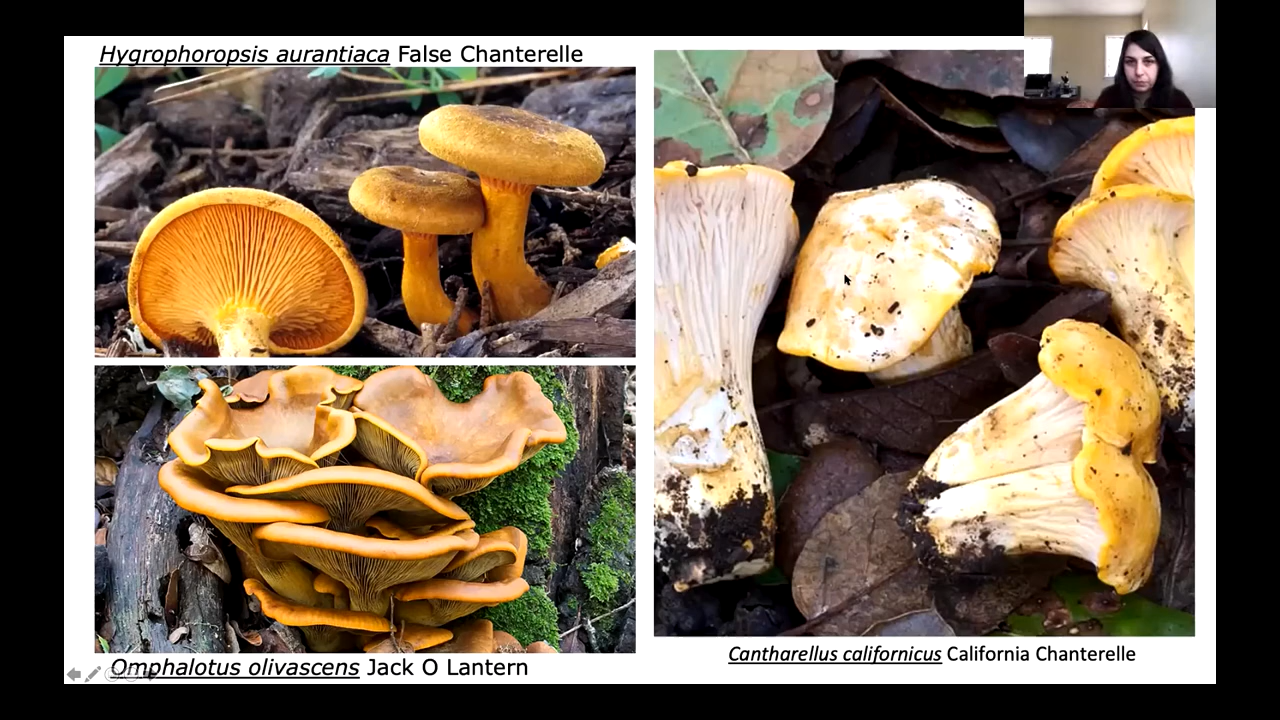 Hygrophoropsis aurantiaca False Chanterelle
Omphalotus olivascens Jack O Lantern
Cantharellus californicus California Chanterelle